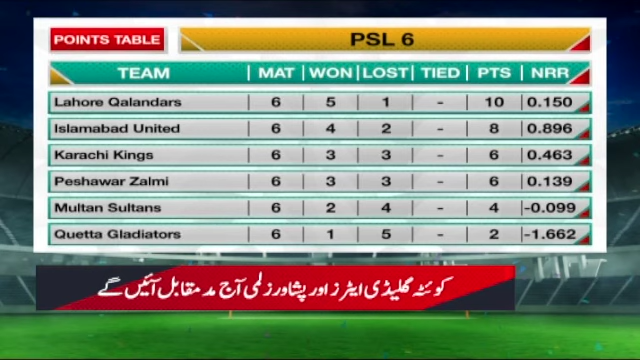 POINTS TABLE
PSL 6
TEAM | MAT | WON | LOST | TIED | PTS | NRR
Lahore Qalandars 6 5 1 - 10 0.150
Islamabad United 6 4 2 - 8 0.896
Karachi Kings 6 3 3 - 6 0.463
Peshawar Zalmi 6 3 3 - 6 0.139
Multan Sultans 6 2 4 - 4 -0.099
Quetta Gladiators 6 1 5 - 2 -1.662
کوئٹہ گلیڈی ایٹرز اور پشاور زلمی آج مد مقابل آئیں گے